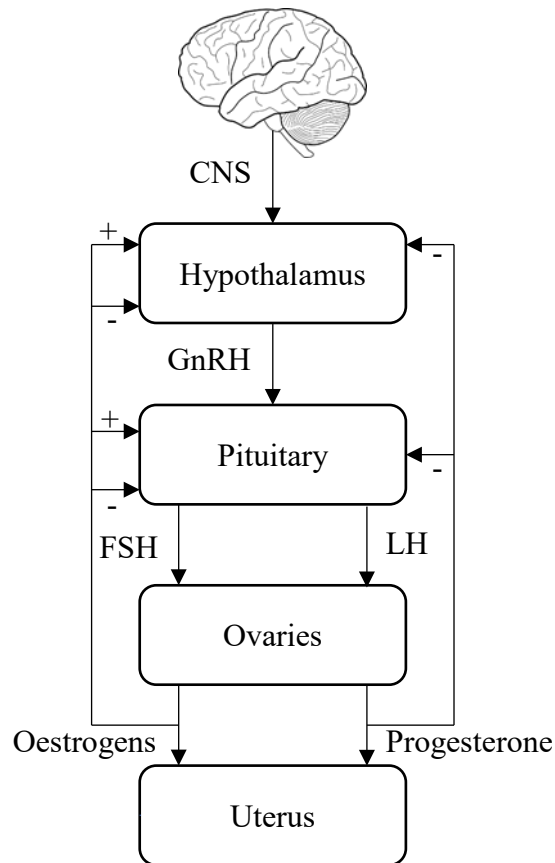 CNS
+
-
Hypothalamus
-
GnRH
+
Pituitary
-
-
FSH
LH
Ovaries
Oestrogens
Progesterone
Uterus